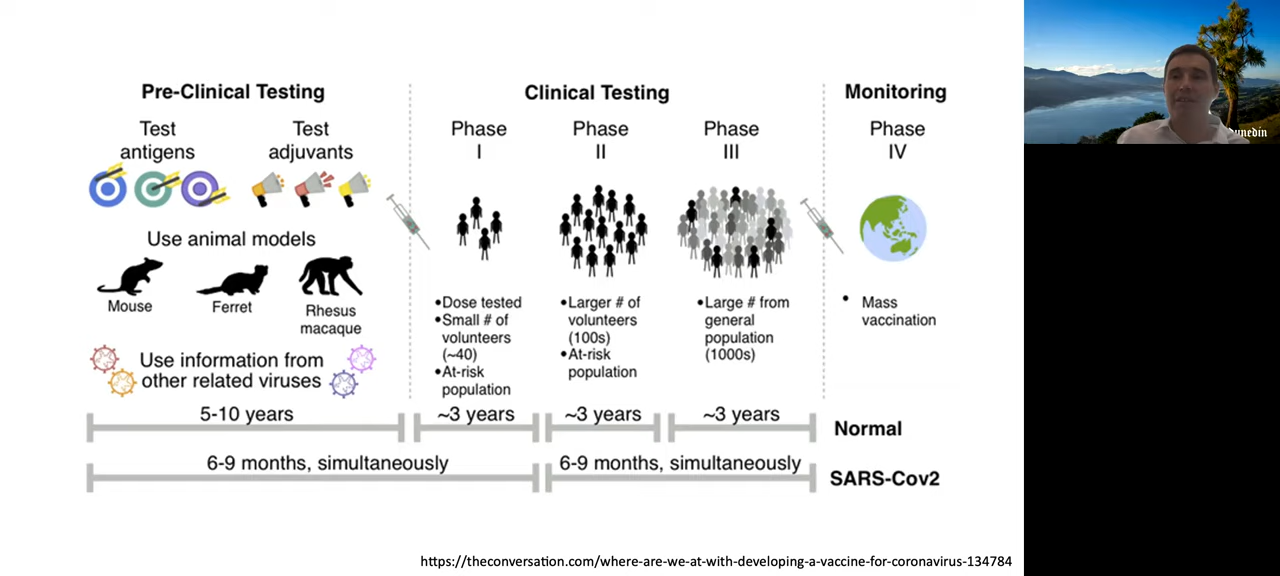 Pre-Clinical Testing
Test
antigens
Test
adjuvants
Use animal models
Mouse
Ferret
Rhesus
macaque
Use information from
other related viruses
Clinical Testing
Phase
I
•Dose tested
•Small # of
volunteers
(~40)
•At-risk
population
Phase
II
•Larger # of
volunteers
(100s)
•At-risk
population
Phase
III
•Large # from
general
population
(1000s)
Monitoring
Phase
IV
• Mass
vaccination
5-10 years
~3 years
~3 years
~3 years
Normal
6-9 months, simultaneously
6-9 months, simultaneously
SARS-Cov2
https://theconversation.com/where-are-we-at-with-developing-a-vaccine-for-coronavirus-134784